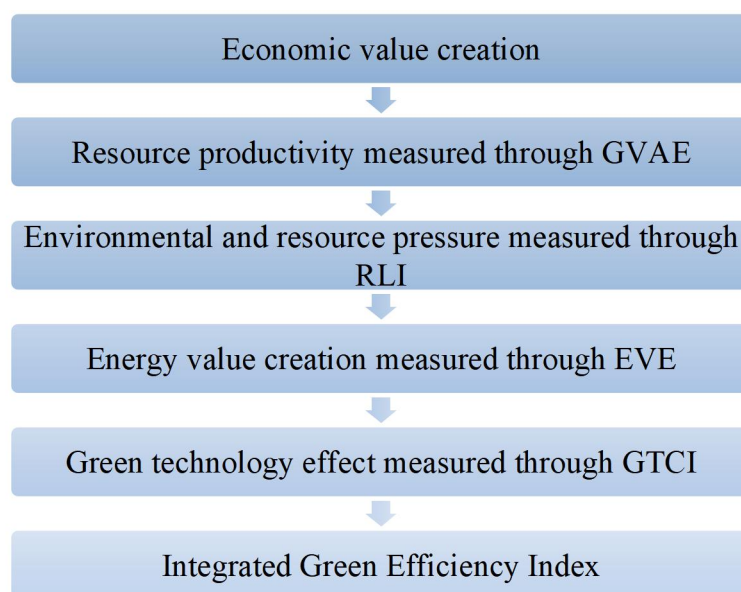 Economic value creation
Resource productivity measured through GVAE
Environmental and resource pressure measured through
RLI
Energy value creation measured through EVE
Green technology effect measured through GTCI
Integrated Green Efficiency Index